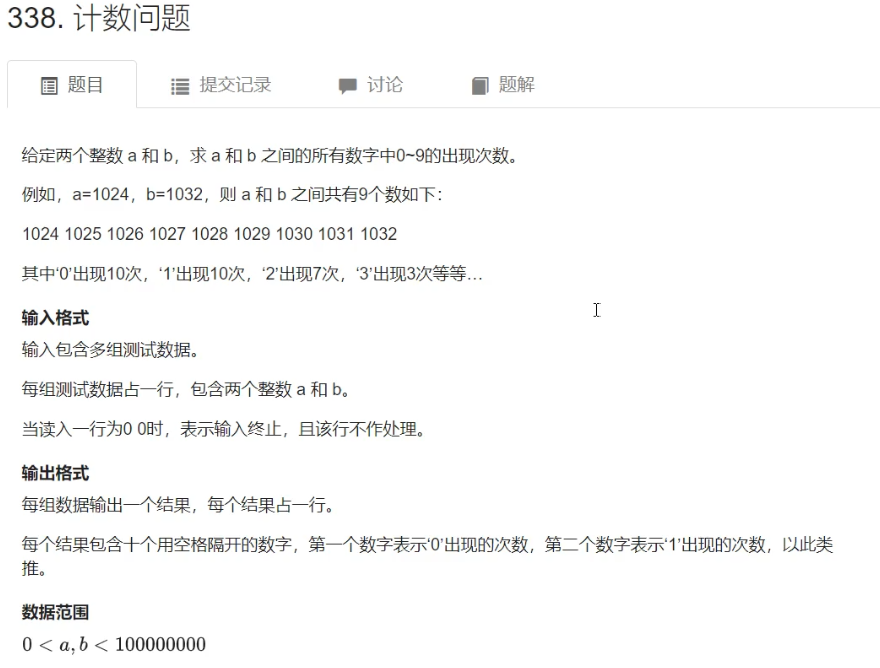 338. 计数问题
题目 提交记录 讨论 题解
给定两个整数 a 和 b，求 a 和 b 之间的所有数字中0~9的出现次数。
例如，a=1024，b=1032，则 a 和 b 之间共有9个数如下：
1024 1025 1026 1027 1028 1029 1030 1031 1032
其中‘0’出现10次，‘1’出现10次，‘2’出现7次，‘3’出现3次等等…
输入格式
输入包含多组测试数据。
每组测试数据占一行，包含两个整数 a 和 b。
当读入一行为0 0时，表示输入终止，且该行不作处理。
输出格式
每组数据输出一个结果，每个结果占一行。
每个结果包含十个用空格隔开的数字，第一个数字表示‘0’出现的次数，第二个数字表示‘1’出现的次数，以此类
推。
数据范围
0 < a, b < 100000000